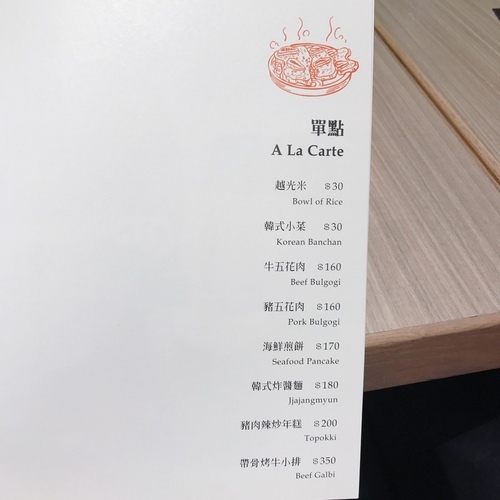 單點
A La Carte
越光米 $30
Bowl of Rice
韓式小菜 $30
Korean Banchan
牛五花肉 $160
Beef Bulgogi
豬五花肉 $160
Pork Bulgogi
海鮮煎餅 $170
Seafood Pancake
韓式炸醬麵 $180
Jjajangmyun
豬肉辣炒年糕 $200
Topokki
帶骨烤牛小排 $350
Beef Galbi